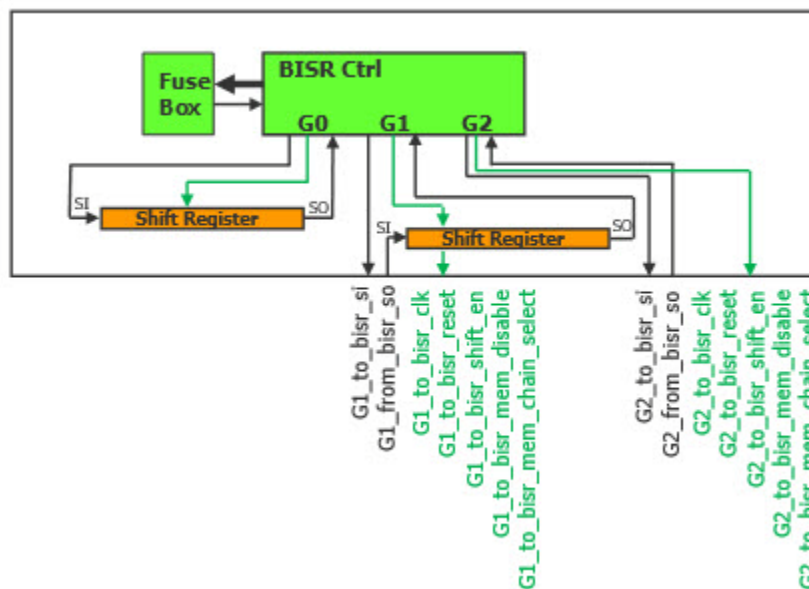 BISR Ctrl
Fuse
Box
G0
G1
G2
SI
Shift Register
SO
SI
Shift Register
SO
G1_to_bisr_si
G1_from_bisr_so
G1_to_bisr_clk
G1_to_bisr_reset
G1_to_bisr_shift_en
G1_to_bisr_mem_disable
G1_to_bisr_mem_chain_select
G2_to_bisr_si
G2_from_bisr_so
G2_to_bisr_clk
G2_to_bisr_reset
G2_to_bisr_shift_en
G2_to_bisr_mem_disable
G2_to_bisr_mem_chain_select